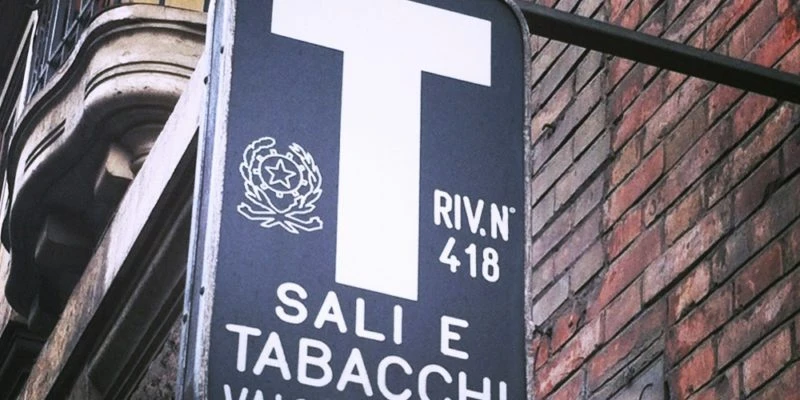 T
RIV.N°
418
SALI E
TABACCHI